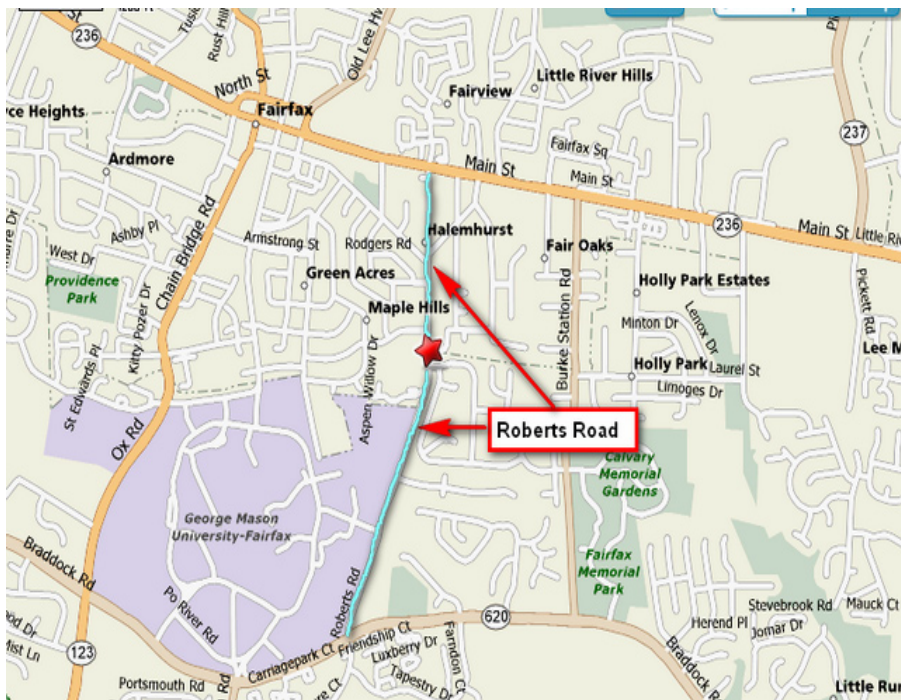 236
Rust Hill
Old Lee Hwy
North St
Fairview
Little River Hills
Fairfax
237
Ardmore
Fairfax Sq
Main St
Main St
236
Main St
Ashby Pl
Chain Bridge Rd
Armstrong St
Rodgers Rd
Halemhurst
Fair Oaks
West Dr
Providence
Park
Green Acres
Holly Park Estates
Kitty Pozer Dr
Maple Hills
Burke Station Rd
Minton Dr
Lenox Dr
Pickett Rd
Lee
St Edwards Pl
Aspen Willow Dr
Holly Park
Laurel St
Limoges Dr
Ox Rd
Roberts Road
Calvary
Memorial
Gardens
George Mason
University-Fairfax
Braddock Rd
Fairfax
Memorial
Park
Po River Rd
Roberts Rd
620
Stevebrook Rd
Mauck Ct
Herend Pl
Jomar Dr
Mist Ln
123
Carriagepark Ct
Friendship Ct
Luxberry Dr
Farndon Ct
Braddock Rd
Portsmouth Rd
Tapestry Dr
Little